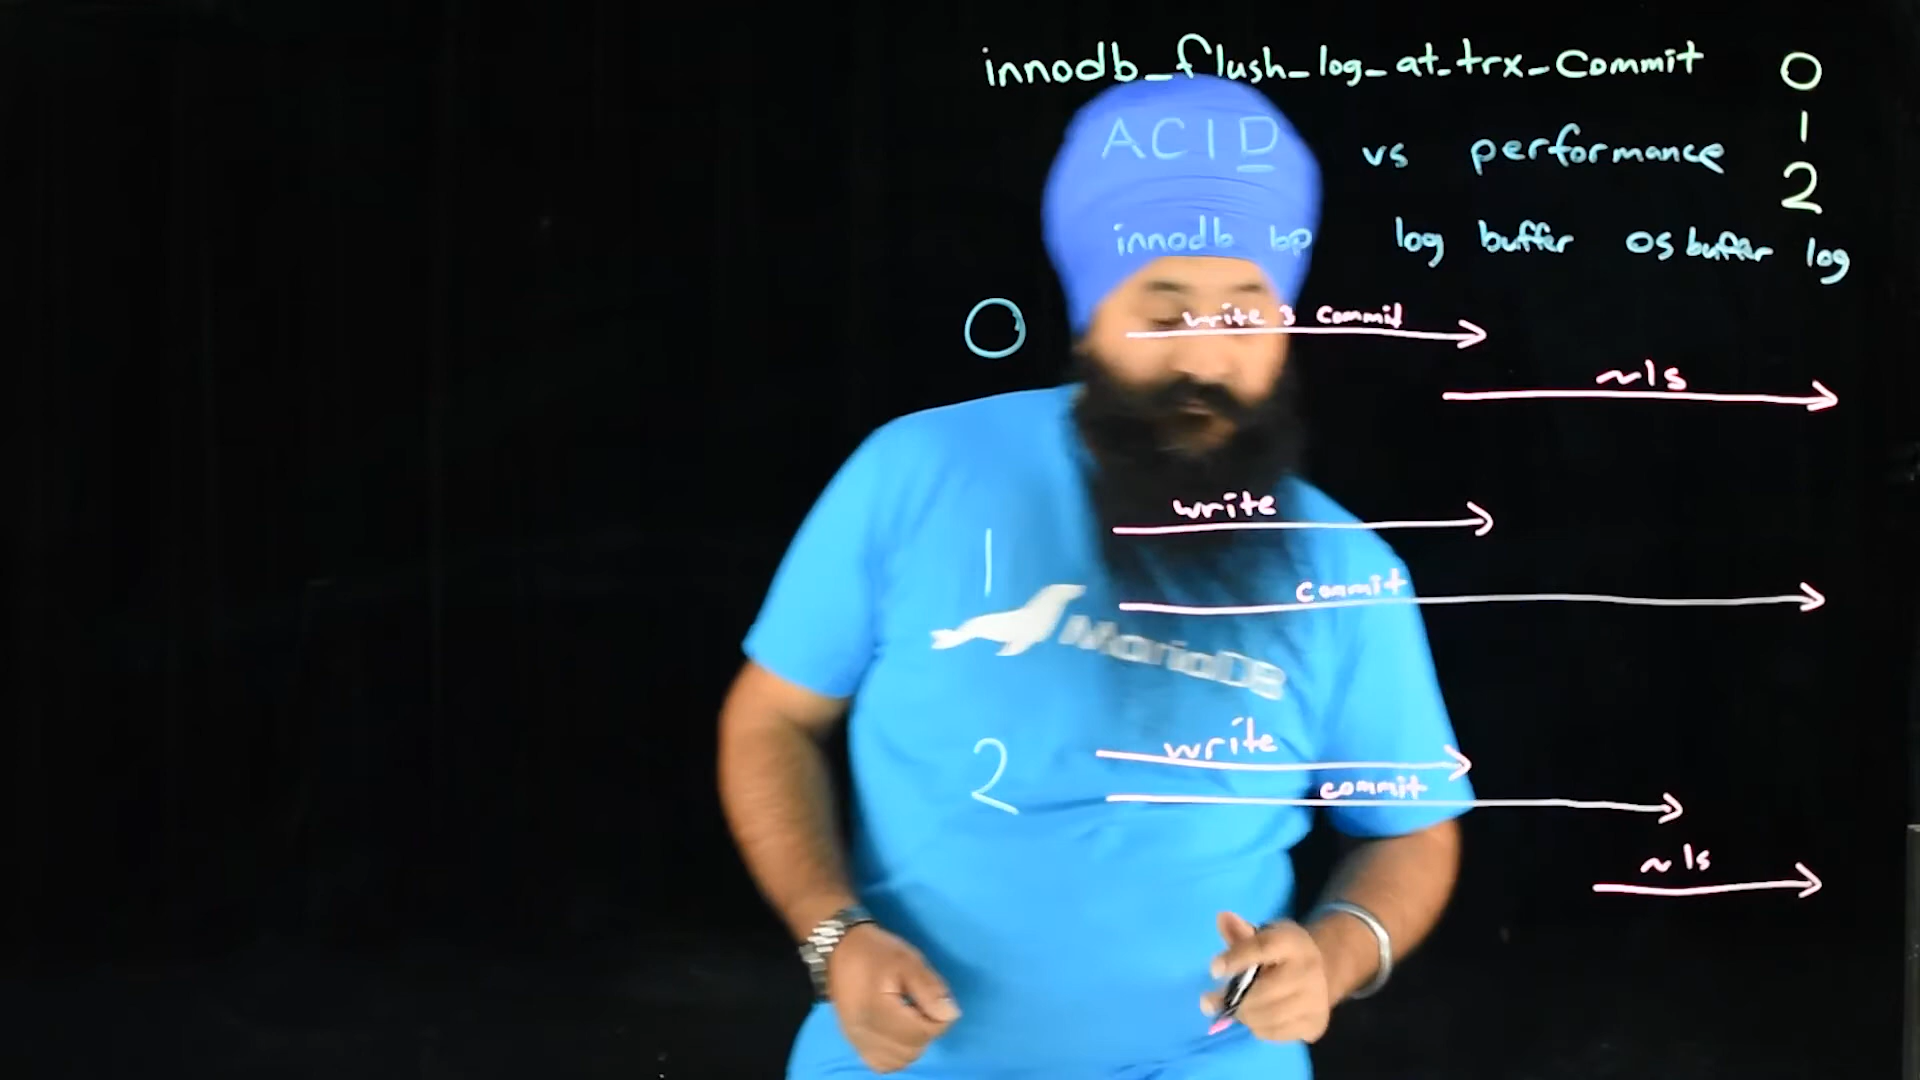 innodb_flush_log_at_trx_commit 0
1
ACID vs performance
2
innodb bp log buffer os buffer log
0 write & commit
~1s
write
1
commit
MariaDB
2 write
commit
~1s